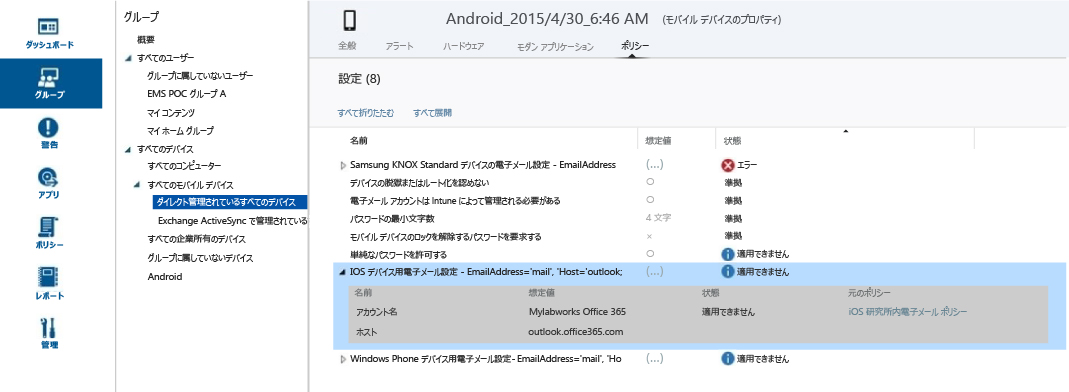 ダッシュボード
グループ
警告
アプリ
ポリシー
レポート
管理
グループ
概要
すべてのユーザー
グループに属していないユーザー
EMS POC グループ A
マイ コンテンツ
マイ ホーム グループ
すべてのデバイス
すべてのコンピューター
すべてのモバイル デバイス
ダイレクト管理されているすべてのデバイス
Exchange ActiveSync で管理されている
すべての企業所有のデバイス
グループに属していないデバイス
Android
Android_2015/4/30_6:46 AM (モバイル デバイスのプロパティ)
全般 アラート ハードウェア モダン アプリケーション ポリシー
設定 (8)
すべて折りたたむ すべて展開
名前 想定値 状態
Samsung KNOX Standard デバイスの電子メール設定 - EmailAddress (...) エラー
デバイスの脱獄またはルート化を認めない ○ 準拠
電子メール アカウントは Intune によって管理される必要がある ○ 準拠
パスワードの最小文字数 4 文字 準拠
モバイル デバイスのロックを解除するパスワードを要求する × 準拠
単純なパスワードを許可する ○ 適用できません
IOS デバイス用電子メール設定 - EmailAddress='mail', 'Host='outlook; (...) 適用できません
名前 想定値 状態 元のポリシー
アカウント名 Mylabworks Office 365 適用できません iOS 研究所内電子メール ポリシー
ホスト outlook.office365.com
Windows Phone デバイス用電子メール設定- EmailAddress='mail', 'Ho (...) 適用できません